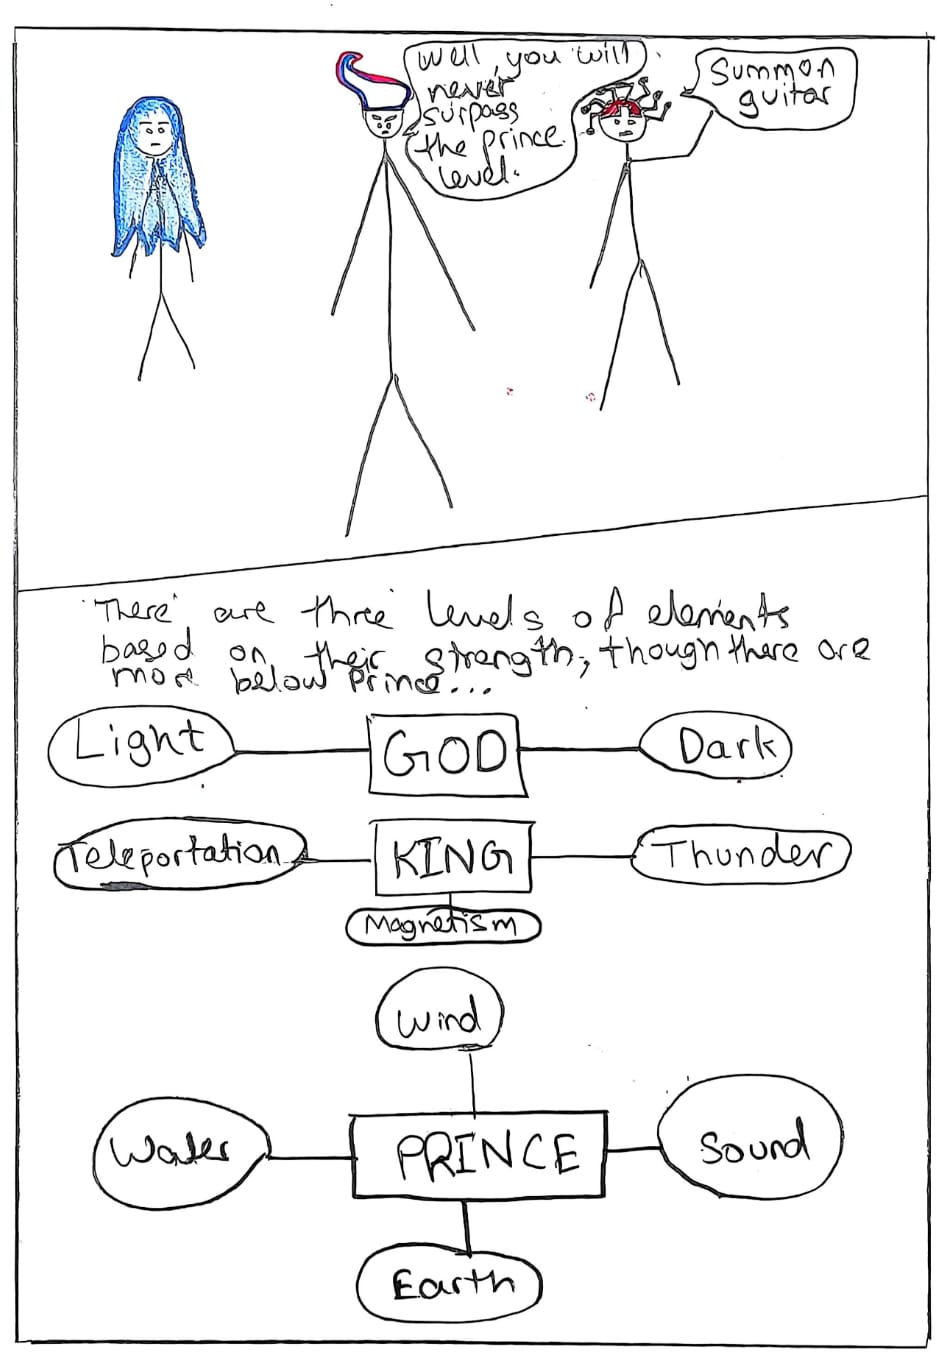 Well, you will
never
surpass
the prince
level.
Summon
guitar
There are three levels of elements
based on their strength, though there are
more below Prince...
Light
GOD
Dark
Teleportation
KING
Thunder
Magnetism
Wind
Water
PRINCE
Sound
Earth